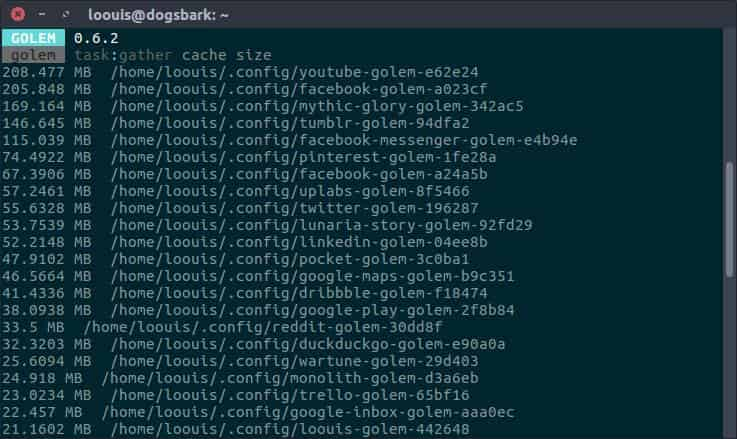 loouis@dogsbark: ~
GOLEM 0.6.2
golem task:gather cache size
208.477 MB /home/loouis/.config/youtube-golem-e62e24
205.848 MB /home/loouis/.config/facebook-golem-a023cf
169.164 MB /home/loouis/.config/mythic-glory-golem-342ac5
146.645 MB /home/loouis/.config/tumblr-golem-94dfa2
115.039 MB /home/loouis/.config/facebook-messenger-golem-e4b94e
74.4922 MB /home/loouis/.config/pinterest-golem-1fe28a
67.3906 MB /home/loouis/.config/facebook-golem-a24a5b
57.2461 MB /home/loouis/.config/uplabs-golem-8f5466
55.6328 MB /home/loouis/.config/twitter-golem-196287
53.7539 MB /home/loouis/.config/lunaria-story-golem-92fd29
52.2148 MB /home/loouis/.config/linkedin-golem-04ee8b
47.9102 MB /home/loouis/.config/pocket-golem-3c0ba1
46.5664 MB /home/loouis/.config/google-maps-golem-b9c351
41.4336 MB /home/loouis/.config/dribbble-golem-f18474
38.0938 MB /home/loouis/.config/google-play-golem-2f8b84
33.5 MB /home/loouis/.config/reddit-golem-30dd8f
32.3203 MB /home/loouis/.config/duckduckgo-golem-e90a0a
25.6094 MB /home/loouis/.config/wartune-golem-29d403
24.918 MB /home/loouis/.config/monolith-golem-d3a6eb
23.0234 MB /home/loouis/.config/trello-golem-65bf16
22.457 MB /home/loouis/.config/google-inbox-golem-aaa0ec
21.1602 MB /home/loouis/.config/loouis-golem-442648